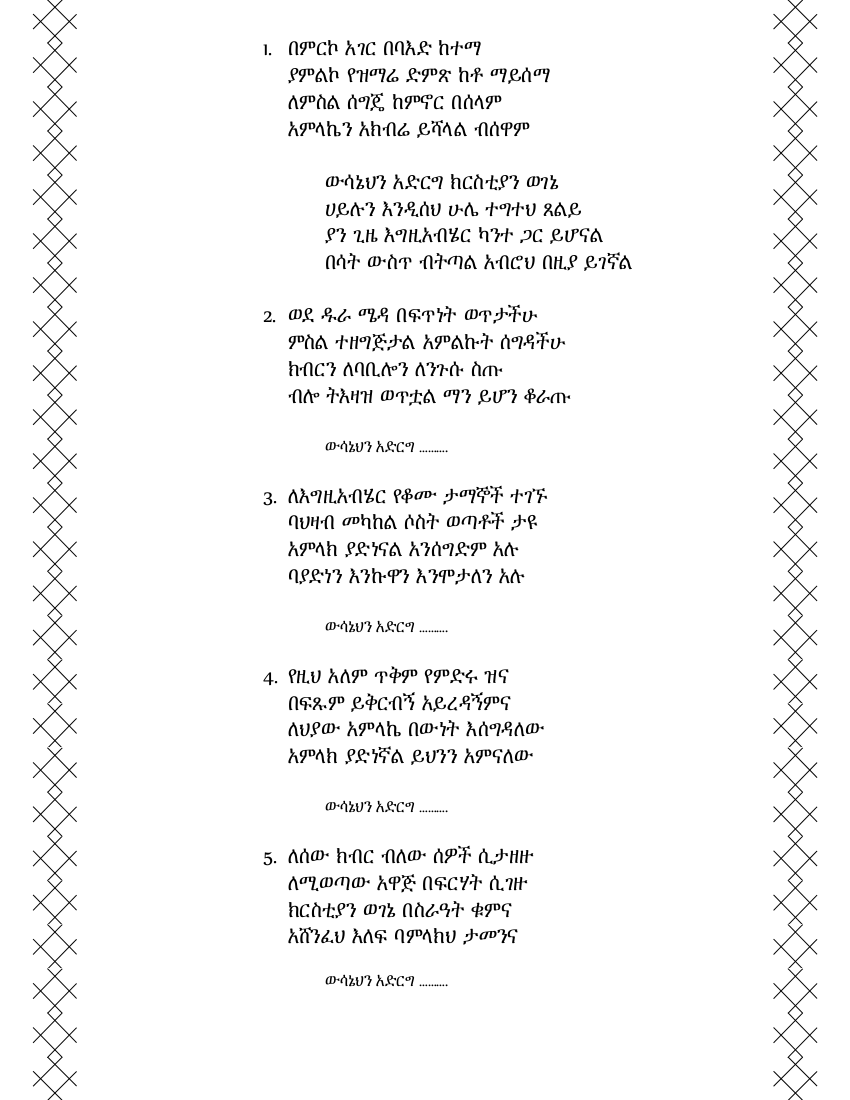 1. በምርኮ አገር በባእድ ከተማ
ያምልኮ የዝማሬ ድምጽ ከቶ ማይሰማ
ለምስል ሰግጄ ከምኖር በሰላም
አምላኬን አክብሬ ይሻላል ብሰዋም
ውሳኔህን አድርግ ክርስቲያን ወገኔ
ሀይሉን እንዲሰህ ሁሌ ተግተህ ጸልይ
ያን ጊዜ እግዚአብሄር ካንተ ጋር ይሆናል
በሳት ውስጥ ብትጣል አብሮህ በዚያ ይገኛል
2. ወደ ዱራ ሜዳ በፍጥነት ወጥታችሁ
ምስል ተዘግጅታል አምልኩት ሰግዳችሁ
ክብርን ለባቢሎን ለንጉሱ ስጡ
ብሎ ትእዛዝ ወጥቷል ማን ይሆን ቆራጡ
ውሳኔህን አድርግ ..........
3. ለእግዚአብሄር የቆሙ ታማኞች ተገኙ
ባህዛብ መካከል ሶስት ወጣቶች ታዩ
አምላክ ያድነናል አንሰግድም አሉ
ባያድነን እንኩዋን እንሞታለን አሉ
ውሳኔህን አድርግ ..........
4. የዚህ አለም ጥቅም የምድሩ ዝና
በፍጹም ይቅርብኝ አይረዳኝምና
ለህያው አምላኬ በውነት እሰግዳለው
አምላክ ያድነኛል ይህንን አምናለው
ውሳኔህን አድርግ ..........
5. ለሰው ክብር ብለው ሰዎች ሲታዘዙ
ለሚወጣው አዋጅ በፍርሃት ሲገዙ
ክርስቲያን ወገኔ በስራዓት ቁምና
አሸንፈህ እለፍ ባምላክህ ታመንና
ውሳኔህን አድርግ ..........